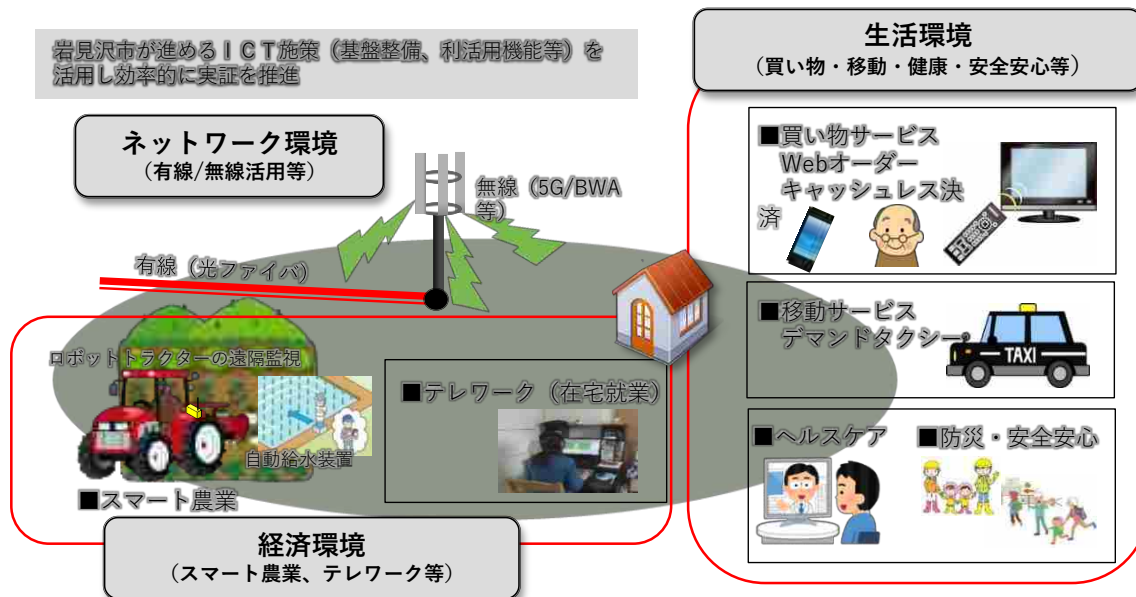 岩見沢市が進めるＩＣＴ施策（基盤整備、利活用機能等）を
活用し効率的に実証を推進
ネットワーク環境
（有線/無線活用等）
無線（5G/BWA
等）
有線（光ファイバ）
ロボットトラクターの遠隔監視
自動給水装置
■スマート農業
■テレワーク（在宅就業）
経済環境
（スマート農業、テレワーク等）
生活環境
（買い物・移動・健康・安全安心等）
■買い物サービス
Webオーダー
キャッシュレス決
済
■移動サービス
デマンドタクシー
TAXI
■ヘルスケア
■防災・安全安心